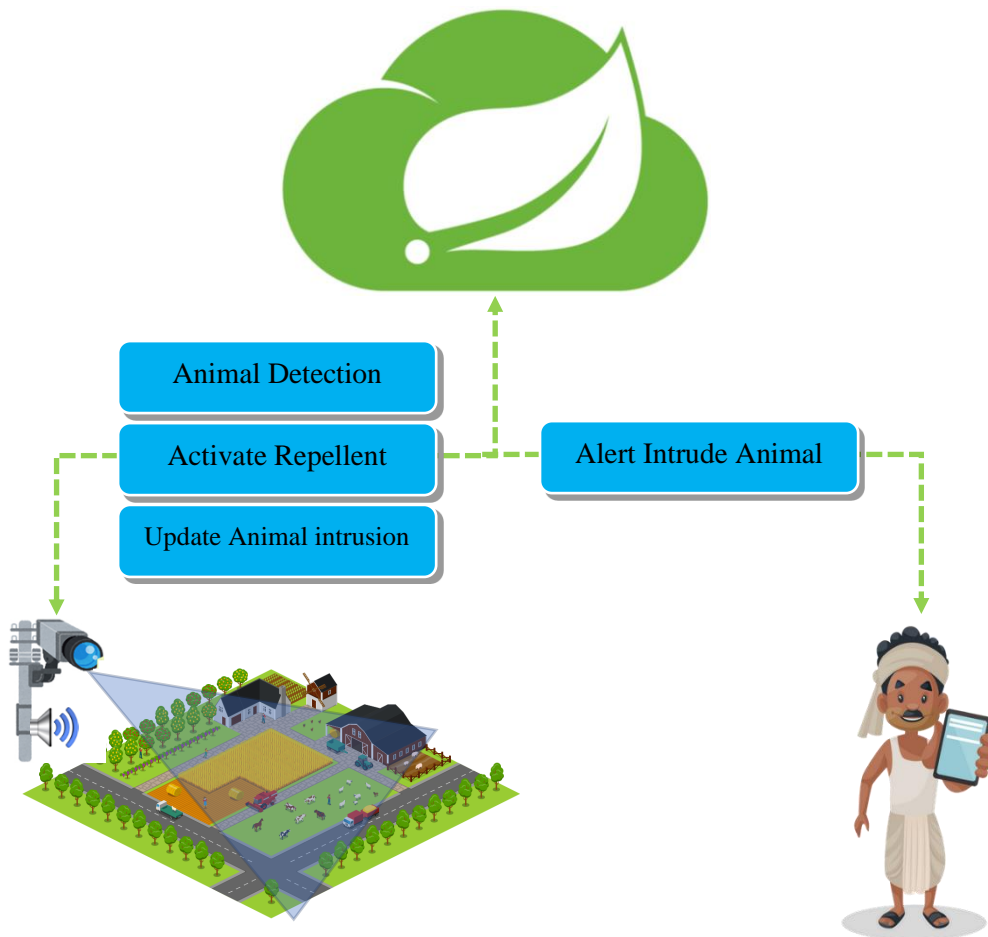 Animal Detection
Activate Repellent
Update Animal intrusion
Alert Intrude Animal